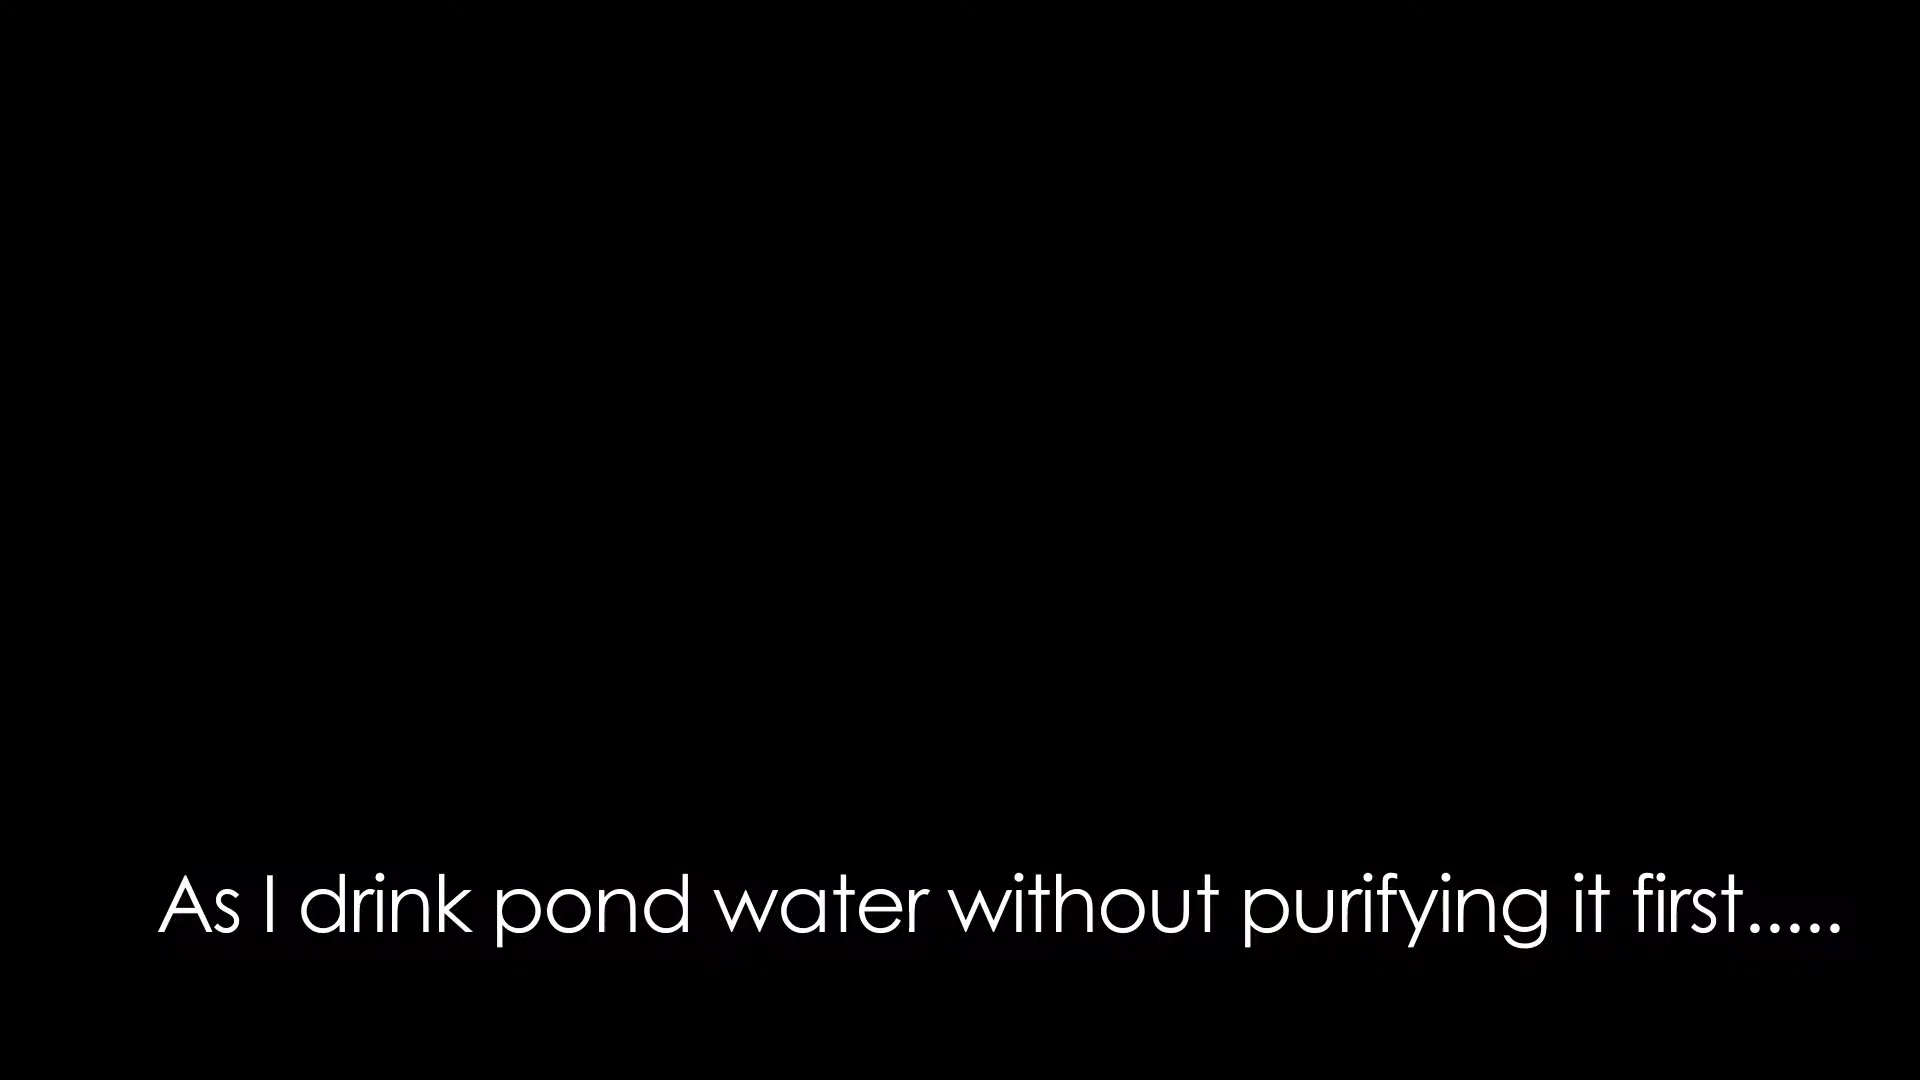 As I drink pond water without purifying it first.....